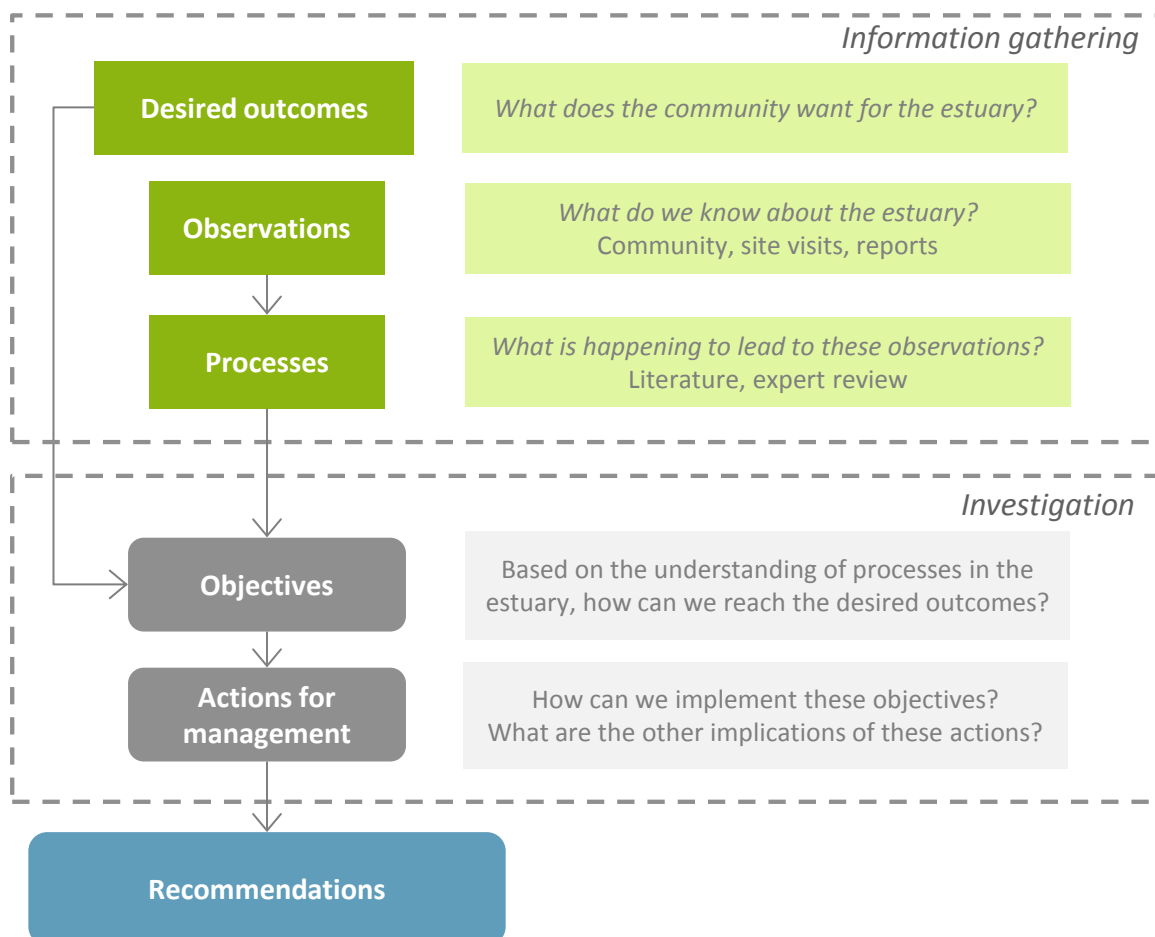 Information gathering
Desired outcomes
What does the community want for the estuary?
Observations
What do we know about the estuary?
Community, site visits, reports
Processes
What is happening to lead to these observations?
Literature, expert review
Investigation
Objectives
Based on the understanding of processes in the
estuary, how can we reach the desired outcomes?
Actions for
management
How can we implement these objectives?
What are the other implications of these actions?
Recommendations